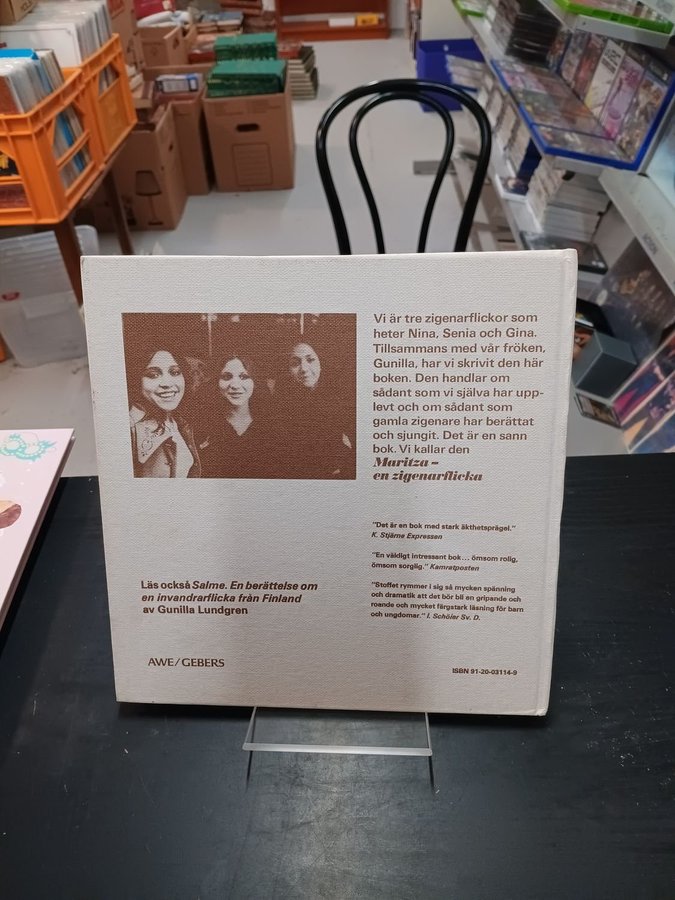 Vi är tre zigenarflickor som
heter Nina, Senia och Gina.
Tillsammans med vår fröken,
Gunilla, har vi skrivit den här
boken. Den handlar om
sådant som vi själva har upp-
levt och om sådant som
gamla zigenare har berättat
och sjungit. Det är en sann
bok. Vi kallar den
Maritza –
en zigenarflicka
"Det är en bok med stark äkthetsprägel."
K. Stjärne Expressen
"En väldigt intressant bok... ömsom rolig,
ömsom sorglig." Kamratposten
"Stoffet rymmer i sig så mycken spänning
och dramatik att det bör bli en gripande och
roande och mycket färgstark läsning för barn
och ungdomar." I. Schöier Sv. D.
Läs också Salme. En berättelse om
en invandrarflicka från Finland
av Gunilla Lundgren
AWE/GEBERS
ISBN 91-20-03114-9